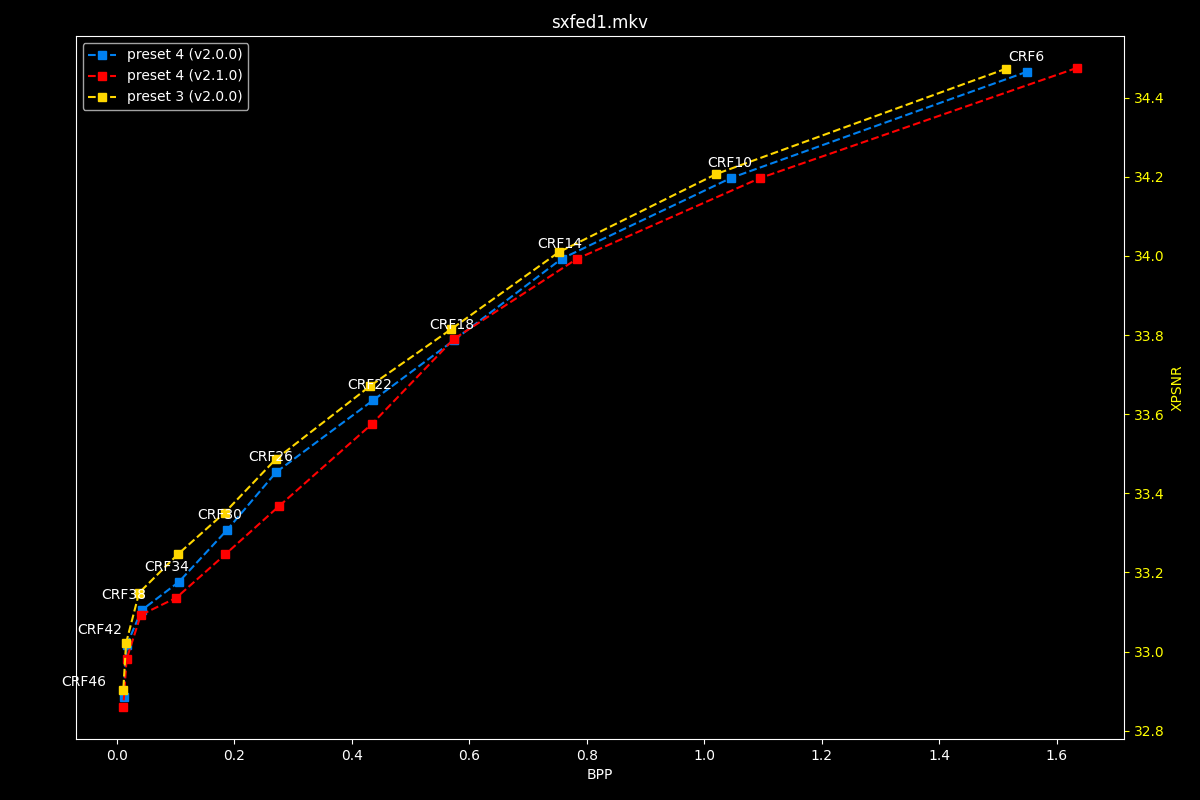 sxfed1.mkv
preset 4 (v2.0.0)
preset 4 (v2.1.0)
preset 3 (v2.0.0)
CRF6
CRF10
CRF14
CRF18
CRF22
CRF26
CRF30
CRF34
CRF38
CRF42
CRF46
34.4
34.2
34.0
33.8
33.6
33.4
33.2
33.0
32.8
XPSNR
0.0 0.2 0.4 0.6 0.8 1.0 1.2 1.4 1.6
BPP